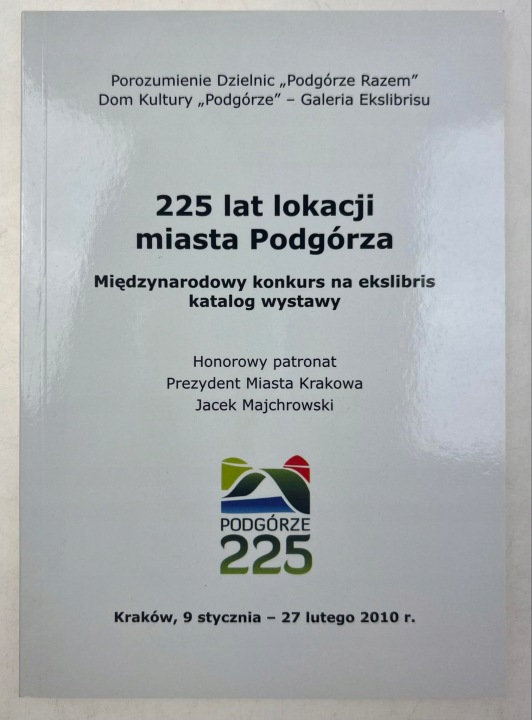 Porozumienie Dzielnic „Podgórze Razem”
Dom Kultury „Podgórze” – Galeria Ekslibrisu
225 lat lokacji
miasta Podgórza
Międzynarodowy konkurs na ekslibris
katalog wystawy
Honorowy patronat
Prezydent Miasta Krakowa
Jacek Majchrowski
PODGÓRZE
225
Kraków, 9 stycznia – 27 lutego 2010 r.